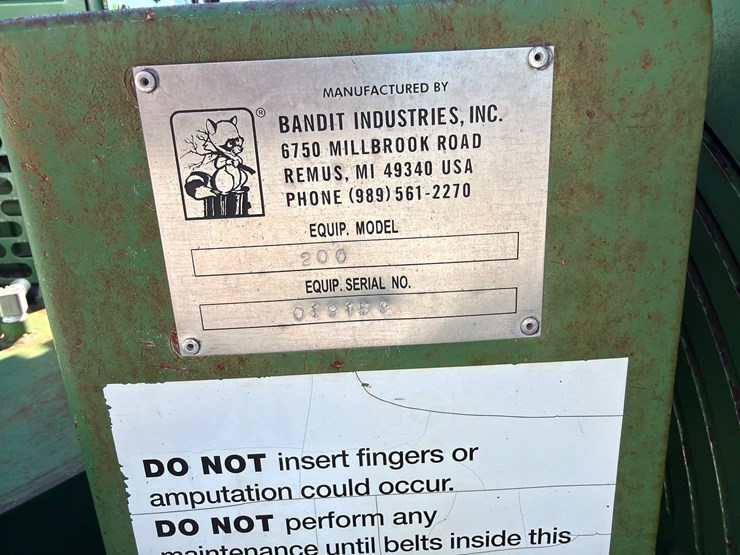 MANUFACTURED BY
®
BANDIT INDUSTRIES, INC.
6750 MILLBROOK ROAD
REMUS, MI 49340 USA
PHONE (989) 561-2270
EQUIP. MODEL
200
EQUIP. SERIAL NO.
DO NOT insert fingers or
amputation could occur.
DO NOT perform any
maintenance until belts inside this